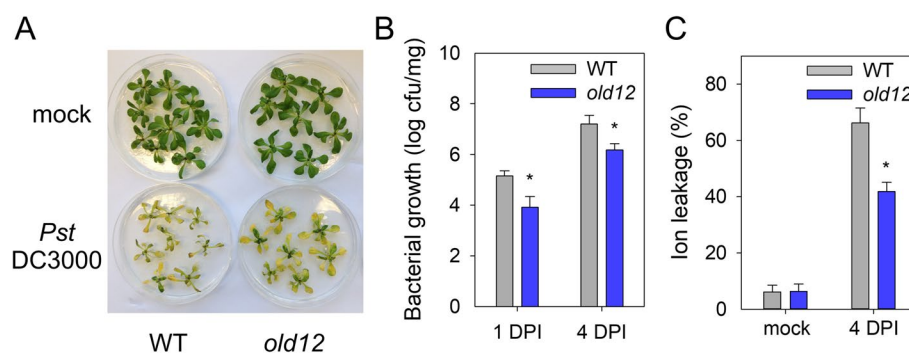 A
mock
Pst
DC3000
WT
old12
B
Bacterial growth (log cfu/mg)
10
8
6
4
2
0
WT
old12
*
*
1 DPI
4 DPI
C
Ion leakage (%)
80
60
40
20
0
WT
old12
*
mock
4 DPI